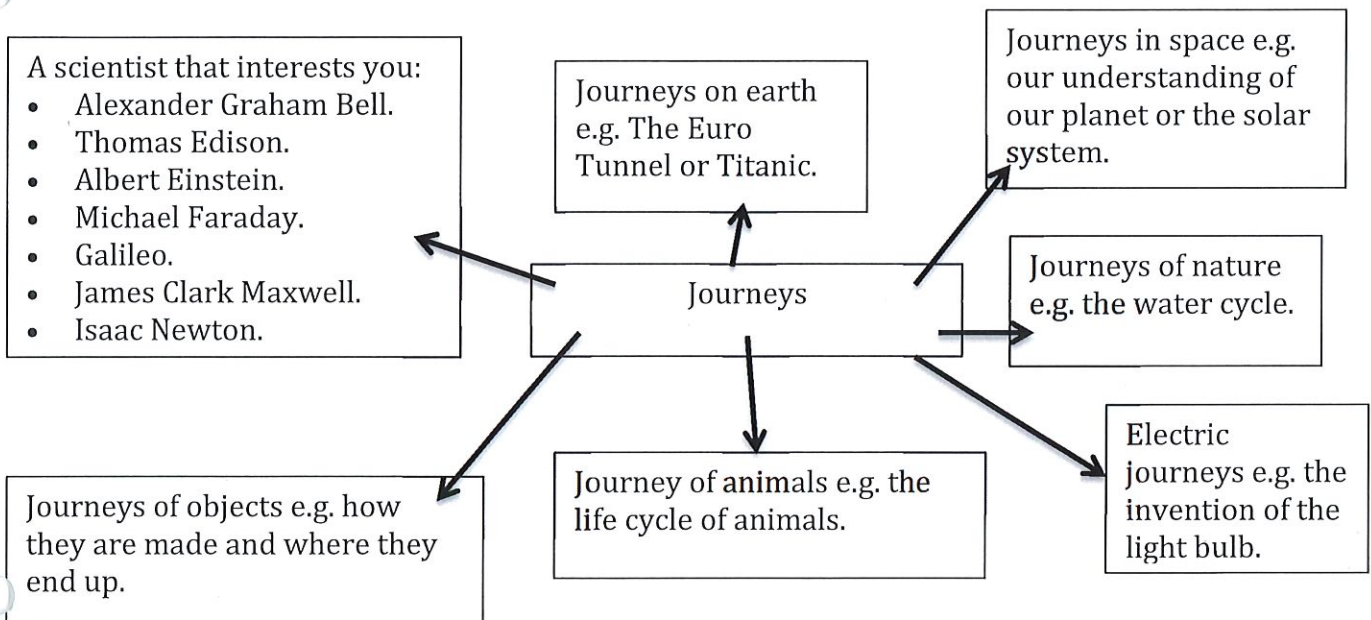 A scientist that interests you:
• Alexander Graham Bell.
• Thomas Edison.
• Albert Einstein.
• Michael Faraday.
• Galileo.
• James Clark Maxwell.
• Isaac Newton.
Journeys on earth
e.g. The Euro
Tunnel or Titanic.
Journeys in space e.g.
our understanding of
our planet or the solar
system.
Journeys
Journeys of nature
e.g. the water cycle.
Journeys of objects e.g. how
they are made and where they
end up.
Journey of animals e.g. the
life cycle of animals.
Electric
journeys e.g. the
invention of the
light bulb.